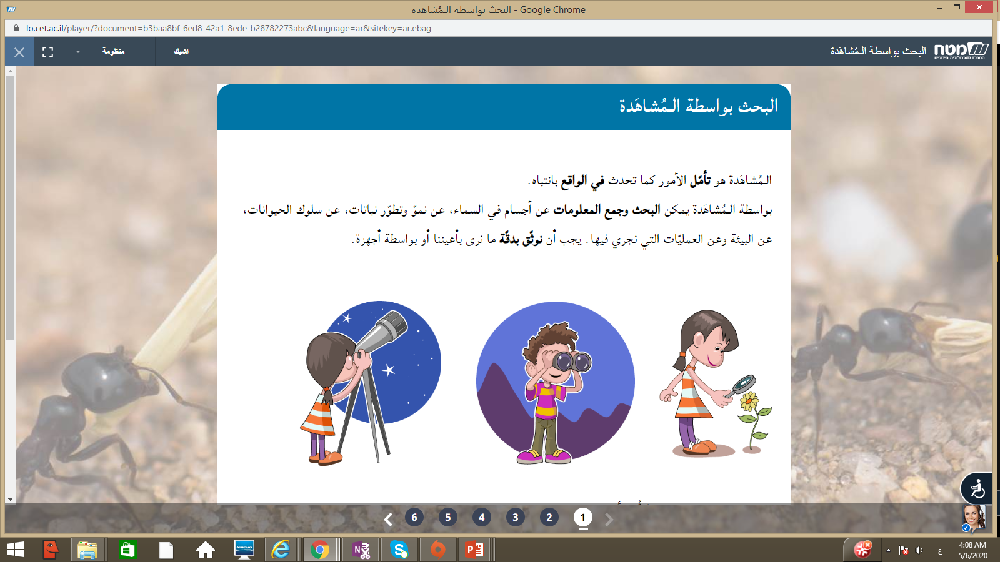 البحث بواسطة الـمُشاهَدة - Google Chrome
lo.cet.ac.il/player/?document=b3baa8bf-6ed8-42a1-8ede-b28782273abc&language=ar&sitekey=ar.ebag
מטח البحث بواسطة الـمُشاهَدة اشبك منظومة
המרכז לטכנולוגיה חינוכית
البحث بواسطة الـمُشاهَدة
الـمُشاهَدة هو تأمّل الأمور كما تحدث في الواقع بانتباه.
بواسطة الـمُشاهَدة يمكن البحث وجمع المعلومات عن أجسام في السماء، عن نموّ وتطوّر نباتات، عن سلوك الحيوانات،
عن البيئة وعن العمليّات التي نجري فيها. يجب أن نوثّق بدقّة ما نرى بأعيننا أو بواسطة أجهزة.
1 2 3 4 5 6
lenovo
ع
4:08 AM
5/6/2020